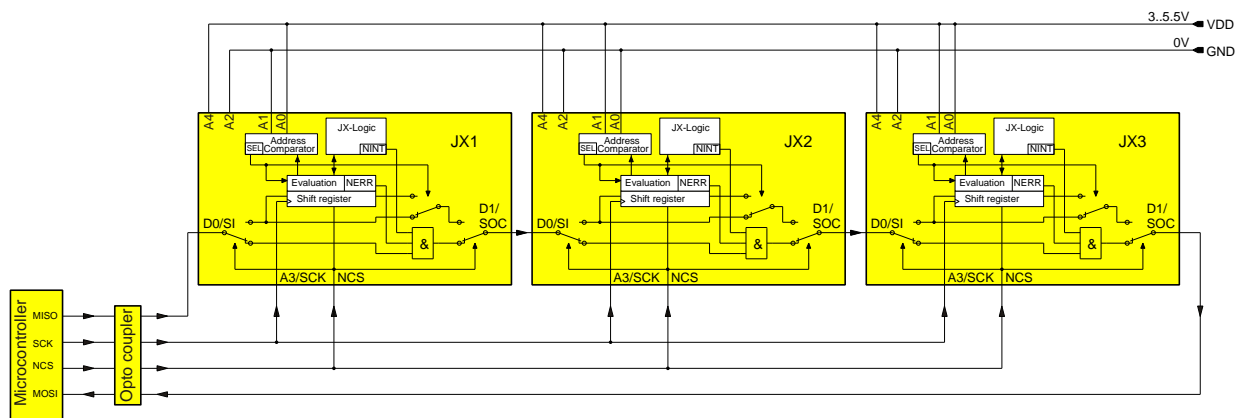 3..5.5V
VDD
0V
GND
A4
A2
A1
A0
JX-Logic
NINT
Address
SEL Comparator
JX1
Evaluation NERR
Shift register
D0/SI
D1/
SOC
&
A3/SCK NCS
A4
A2
A1
A0
JX-Logic
NINT
Address
SEL Comparator
JX2
Evaluation NERR
Shift register
D0/SI
D1/
SOC
&
A3/SCK NCS
A4
A2
A1
A0
JX-Logic
NINT
Address
SEL Comparator
JX3
Evaluation NERR
Shift register
D0/SI
D1/
SOC
&
A3/SCK NCS
Microcontroller
MISO
SCK
NCS
MOSI
Opto coupler